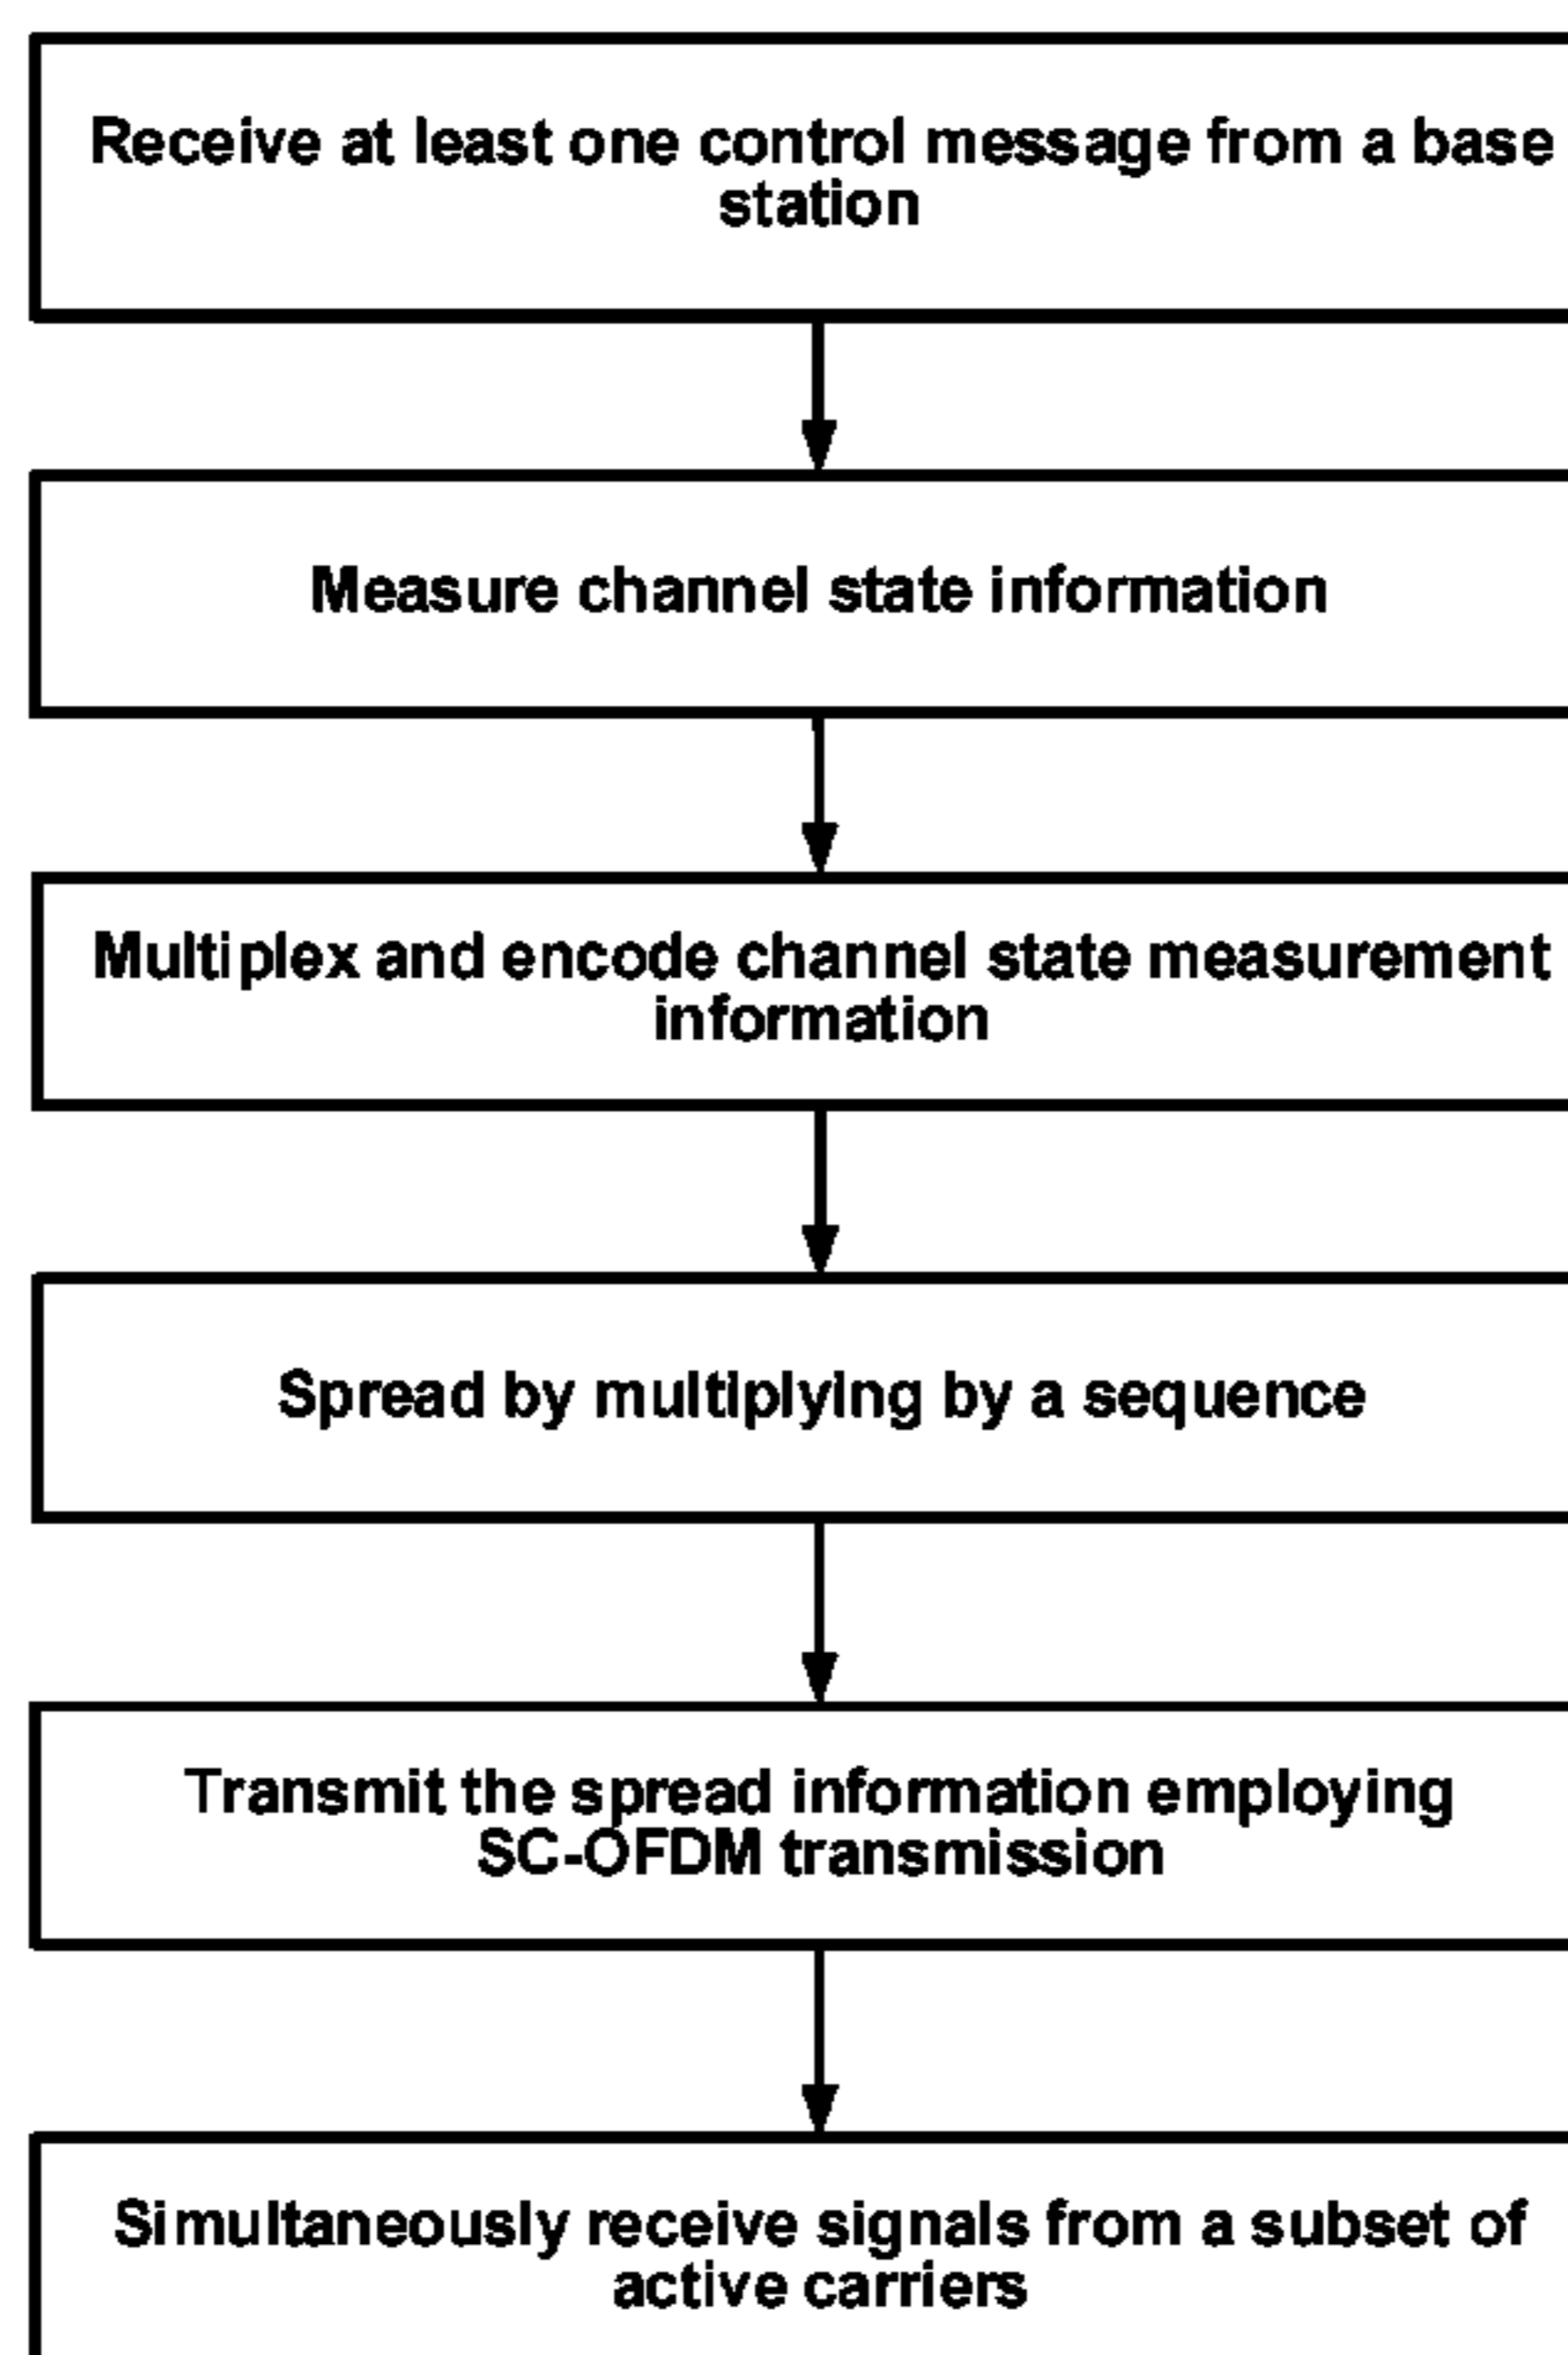 Receive at least one control message from a base
station
Measure channel state information
Multiplex and encode channel state measurement
information
Spread by multiplying by a sequence
Transmit the spread information employing
SC-OFDM transmission
Simultaneously receive signals from a subset of
active carriers